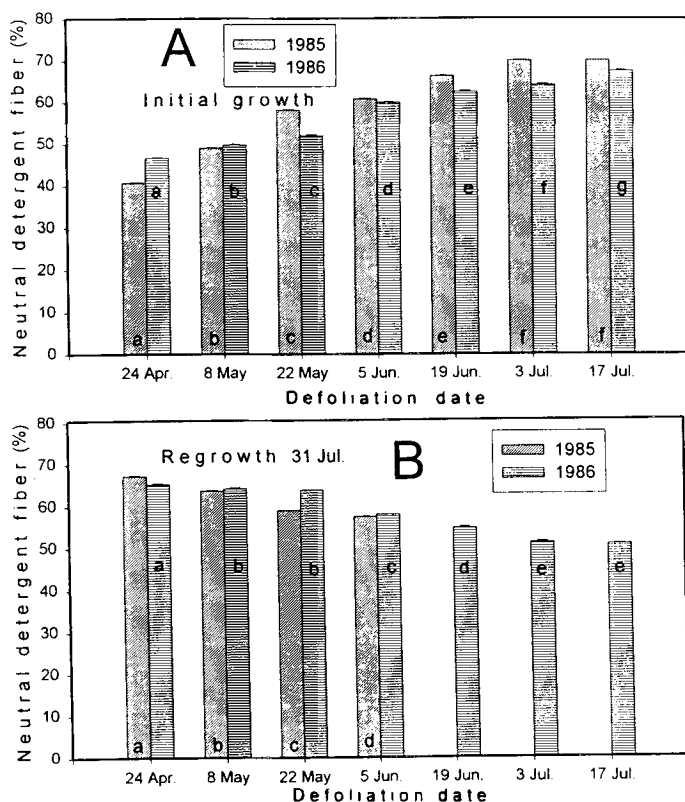 Neutral detergent fiber (%)
80
70
60
50
40
30
20
10
0
A
1985
1986
Initial growth
a b c d e f g
a b c d e f f
24 Apr. 8 May 22 May 5 Jun. 19 Jun. 3 Jul. 17 Jul.
Defoliation date
Neutral detergent fiber (%)
80
70
60
50
40
30
20
10
0
Regrowth 31 Jul.
B
1985
1986
a b b c d e e
a b c d
24 Apr. 8 May 22 May 5 Jun. 19 Jun. 3 Jul. 17 Jul.
Defoliation date